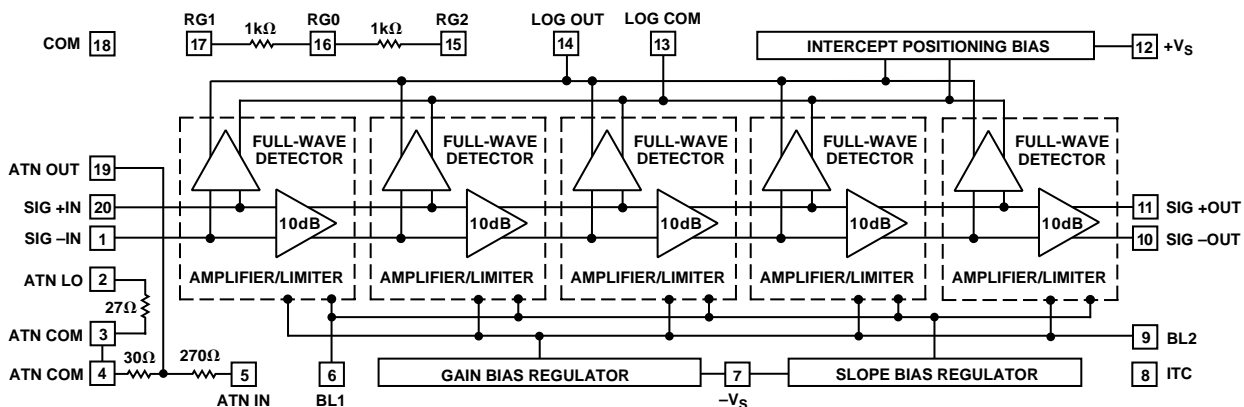 COM 18
RG1 17
1kΩ
RG0 16
1kΩ
RG2 15
LOG OUT 14
LOG COM 13
INTERCEPT POSITIONING BIAS
12 +VS
FULL-WAVE DETECTOR
FULL-WAVE DETECTOR
FULL-WAVE DETECTOR
FULL-WAVE DETECTOR
FULL-WAVE DETECTOR
ATN OUT 19
SIG +IN 20
SIG –IN 1
10dB
10dB
10dB
10dB
10dB
11 SIG +OUT
10 SIG –OUT
AMPLIFIER/LIMITER
AMPLIFIER/LIMITER
AMPLIFIER/LIMITER
AMPLIFIER/LIMITER
AMPLIFIER/LIMITER
ATN LO 2
27Ω
ATN COM 3
ATN COM 4
30Ω
270Ω
5
ATN IN
6
BL1
GAIN BIAS REGULATOR
7
–VS
SLOPE BIAS REGULATOR
9 BL2
8 ITC